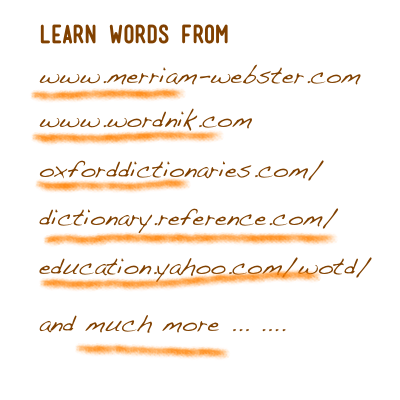 LEARN WORDS FROM
www.merriam-webster.com
www.wordnik.com
oxforddictionaries.com/
dictionary.reference.com/
education.yahoo.com/wotd/
and much more ... ....